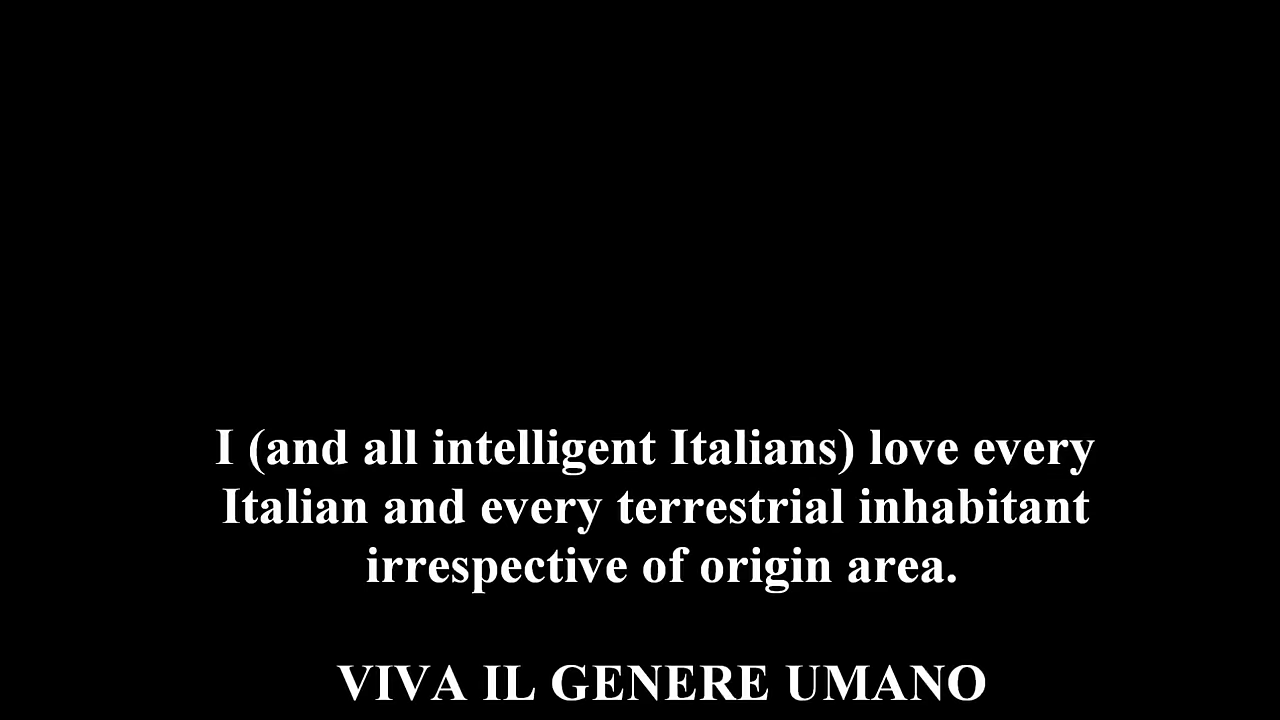 I (and all intelligent Italians) love every
Italian and every terrestrial inhabitant
irrespective of origin area.
VIVA IL GENERE UMANO